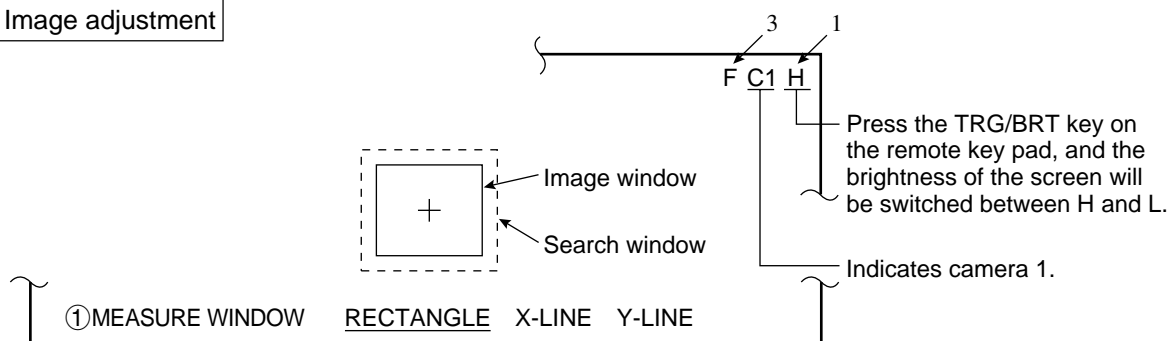 Image adjustment
3 1
F C1 H
Press the TRG/BRT key on
the remote key pad, and the
brightness of the screen will
be switched between H and L.
Image window
Search window
Indicates camera 1.
①MEASURE WINDOW RECTANGLE X-LINE Y-LINE